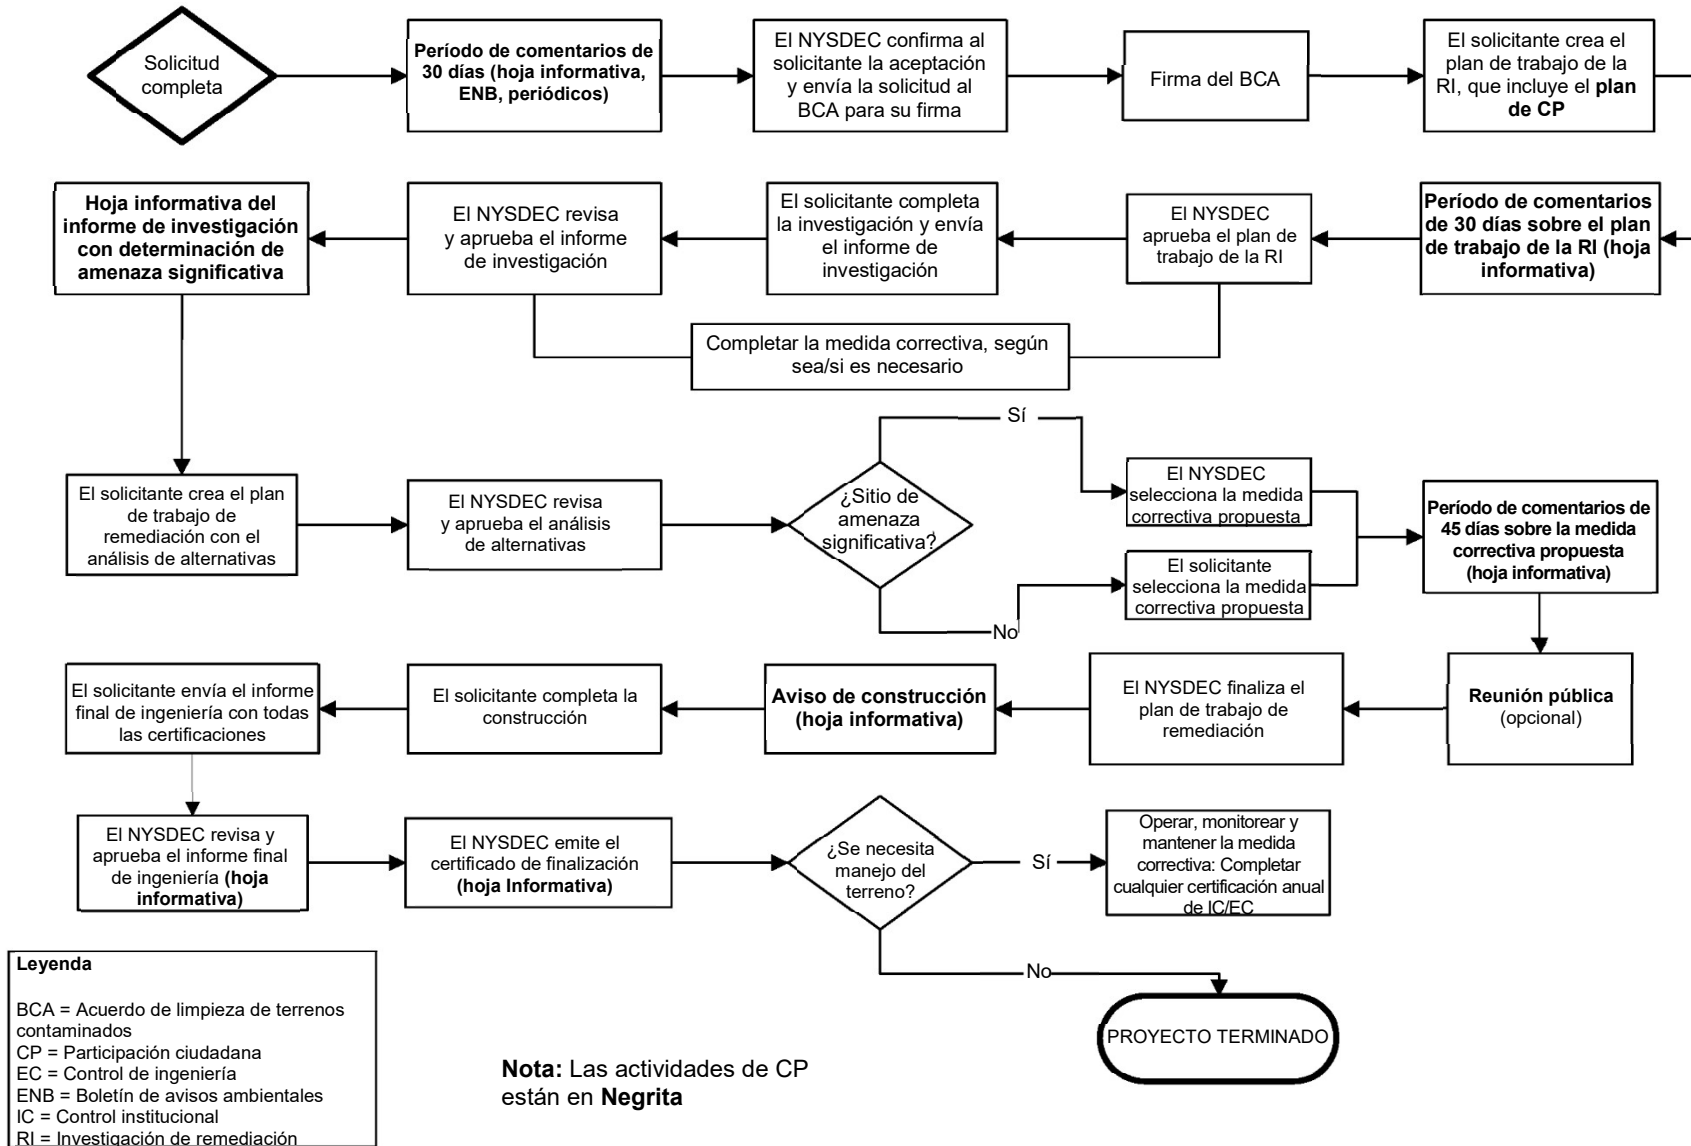 Solicitud
completa
Período de comentarios de
30 días (hoja informativa,
ENB, periódicos)
El NYSDEC confirma al
solicitante la aceptación
y envía la solicitud al
BCA para su firma
Firma del BCA
El solicitante crea el
plan de trabajo de la
RI, que incluye el plan
de CP
Período de comentarios
de 30 días sobre el plan
de trabajo de la RI (hoja
informativa)
El NYSDEC
aprueba el plan de
trabajo de la RI
El solicitante completa
la investigación y envía
el informe de
investigación
El NYSDEC revisa
y aprueba el informe
de investigación
Hoja informativa del
informe de investigación
con determinación de
amenaza significativa
Completar la medida correctiva, según
sea/si es necesario
El solicitante crea el plan
de trabajo de
remediación con el
análisis de alternativas
El NYSDEC revisa
y aprueba el análisis
de alternativas
¿Sitio de
amenaza
significativa?
Sí
No
El NYSDEC
selecciona la medida
correctiva propuesta
El solicitante
selecciona la medida
correctiva propuesta
Período de comentarios de
45 días sobre la medida
correctiva propuesta
(hoja informativa)
Reunión pública
(opcional)
El NYSDEC finaliza el
plan de trabajo de
remediación
Aviso de construcción
(hoja informativa)
El solicitante completa la
construcción
El solicitante envía el informe
final de ingeniería con todas
las certificaciones
El NYSDEC revisa y
aprueba el informe final
de ingeniería (hoja
informativa)
El NYSDEC emite el
certificado de finalización
(hoja Informativa)
¿Se necesita
manejo del
terreno?
Sí
Operar, monitorear y
mantener la medida
correctiva: Completar
cualquier certificación anual
de IC/EC
No
PROYECTO TERMINADO
Leyenda
BCA = Acuerdo de limpieza de terrenos
contaminados
CP = Participación ciudadana
EC = Control de ingeniería
ENB = Boletín de avisos ambientales
IC = Control institucional
RI = Investigación de remediación
Nota: Las actividades de CP
están en Negrita